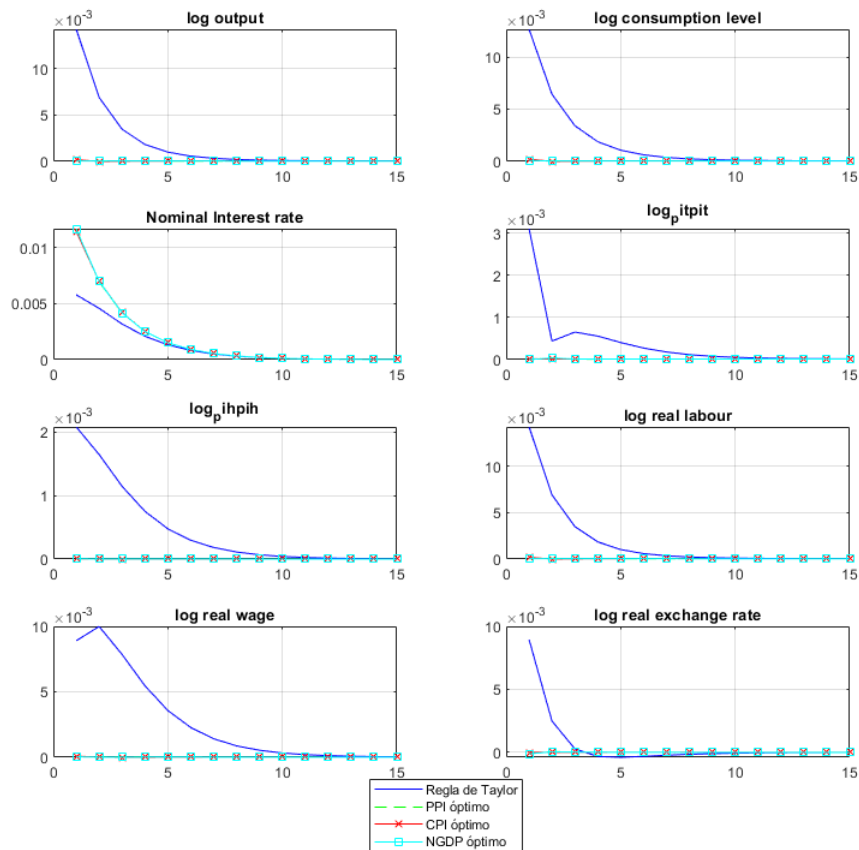 log output
×10⁻³
10
5
0
0 5 10 15
log consumption level
×10⁻³
10
5
0
0 5 10 15
Nominal Interest rate
0.01
0.005
0
0 5 10 15
log_pitpit
×10⁻³
3
2
1
0
0 5 10 15
log_pihpih
×10⁻³
2
1
0
0 5 10 15
log real labour
×10⁻³
10
5
0
0 5 10 15
log real wage
×10⁻³
10
5
0
0 5 10 15
log real exchange rate
×10⁻³
10
5
0
0 5 10 15
Regla de Taylor
PPI óptimo
CPI óptimo
NGDP óptimo